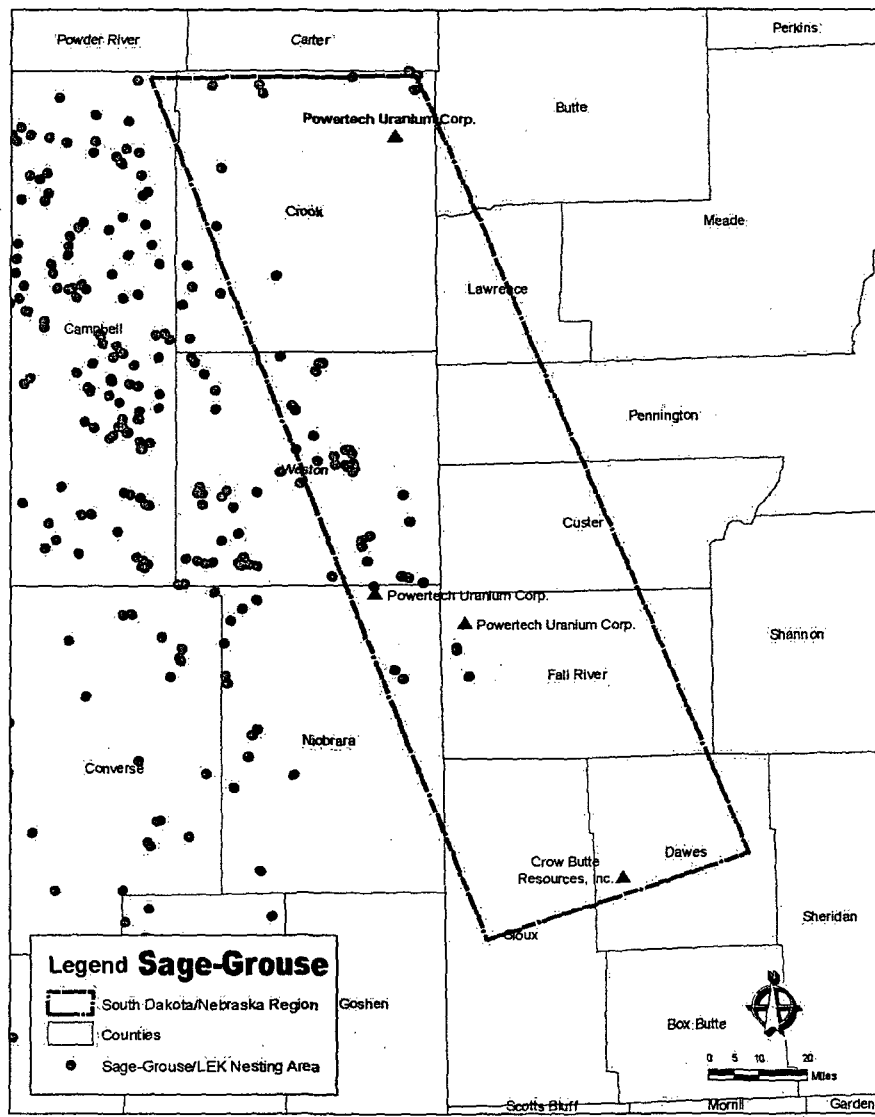 Powder River
Carter
Perkins
Butte
Powertech Uranium Corp.
Crook
Meade
Lawrence
Campbell
Pennington
Weston
Custer
Powertech Uranium Corp.
Powertech Uranium Corp.
Shannon
Fall River
Niobrara
Converse
Crow Butte
Resources, Inc.
Dawes
Sheridan
Sioux
Legend Sage-Grouse
South Dakota/Nebraska Region
Goshen
Counties
Sage-Grouse/LEK Nesting Area
Box Butte
0 5 10 20
Miles
Scotts Bluff
Morrill
Garden